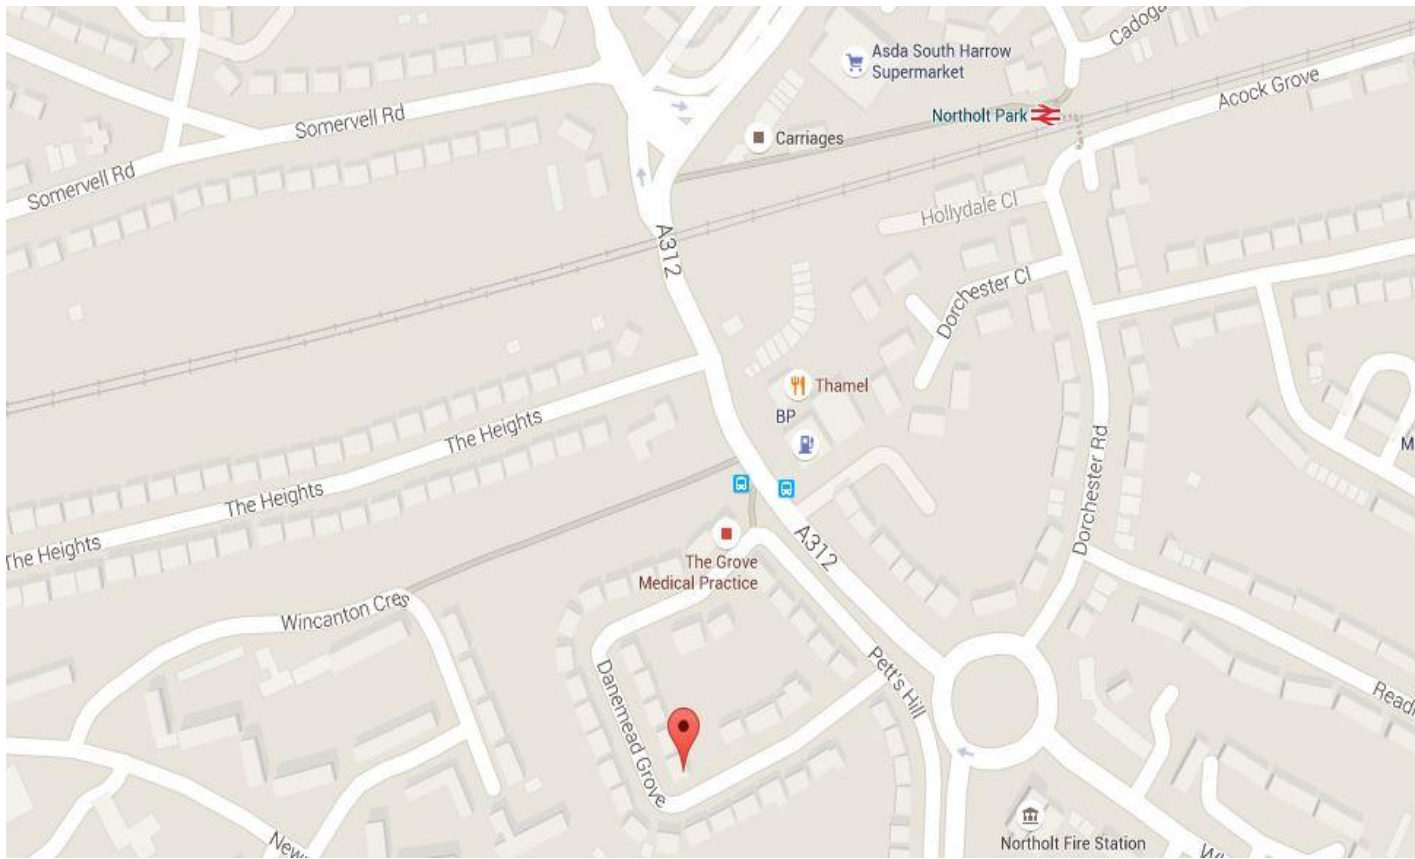 Cadoga
Asda South Harrow
Supermarket
Acock Grove
Northolt Park
Somervell Rd
Carriages
Somervell Rd
Hollydale Cl
A312
Dorchester Cl
Thamel
BP
The Heights
M
The Heights
Dorchester Rd
The Heights
A312
The Grove
Medical Practice
Wincanton Cres
Pett's Hill
Danemead Grove
Readi
Northolt Fire Station
New
Wh